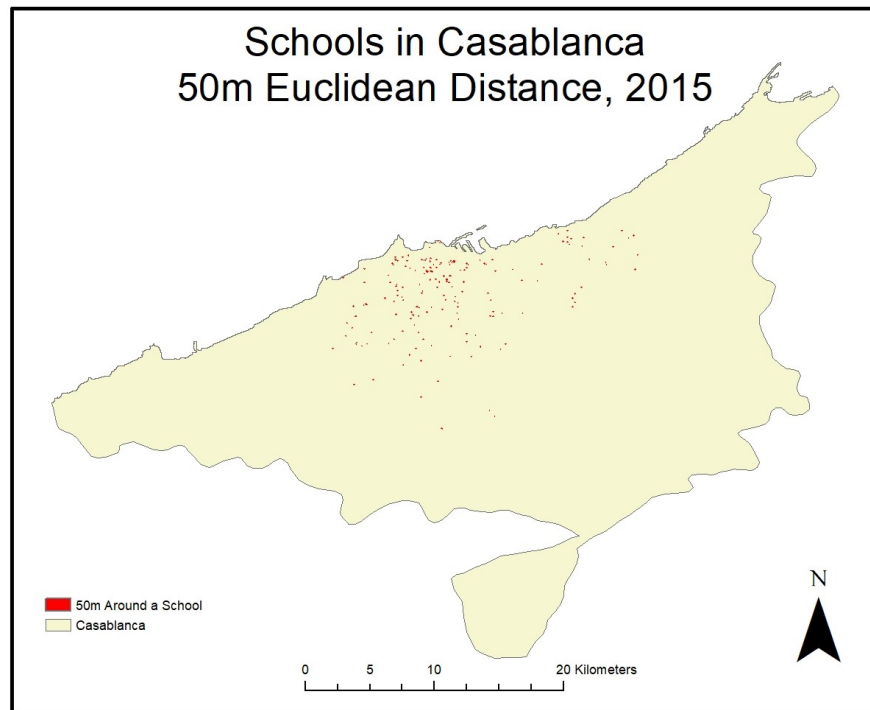 Schools in Casablanca
50m Euclidean Distance, 2015
N
50m Around a School
Casablanca
0 5 10 20 Kilometers